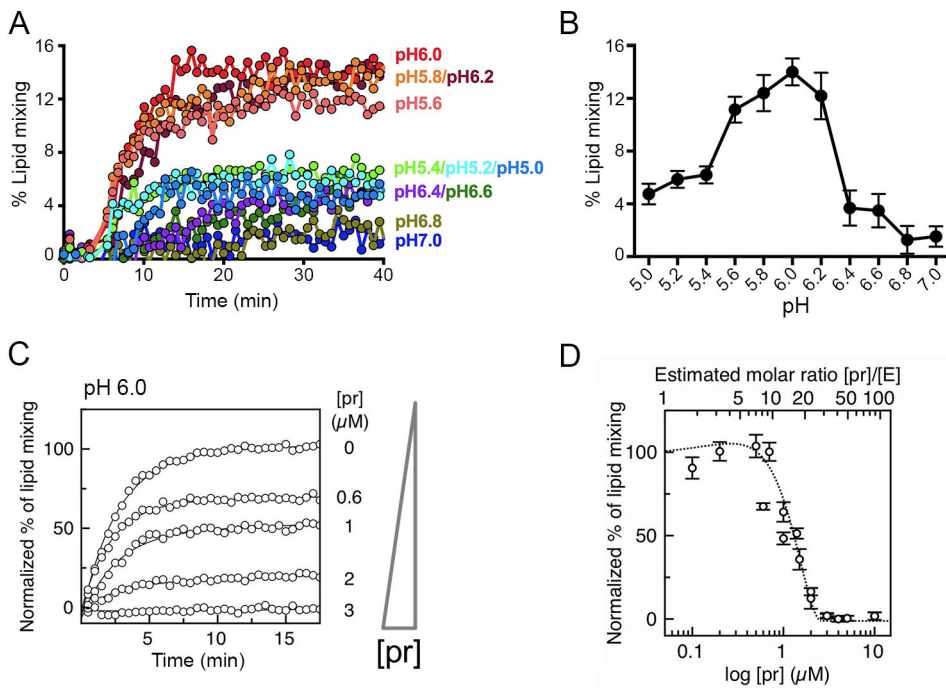 A
% Lipid mixing
16
12
8
4
0
0 10 20 30 40
Time (min)
pH6.0
pH5.8/pH6.2
pH5.6
pH5.4/pH5.2/pH5.0
pH6.4/pH6.6
pH6.8
pH7.0
B
% Lipid mixing
16
12
8
4
0
5.0 5.2 5.4 5.6 5.8 6.0 6.2 6.4 6.6 6.8 7.0
pH
C
pH 6.0
Normalized % of lipid mixing
100
50
0
5 10 15
Time (min)
[pr]
(µM)
0
0.6
1
2
3
[pr]
D
Estimated molar ratio [pr]/[E]
1 5 10 20 40 100
Normalized % of lipid mixing
100
50
0
0.1 1 10
log [pr] (µM)